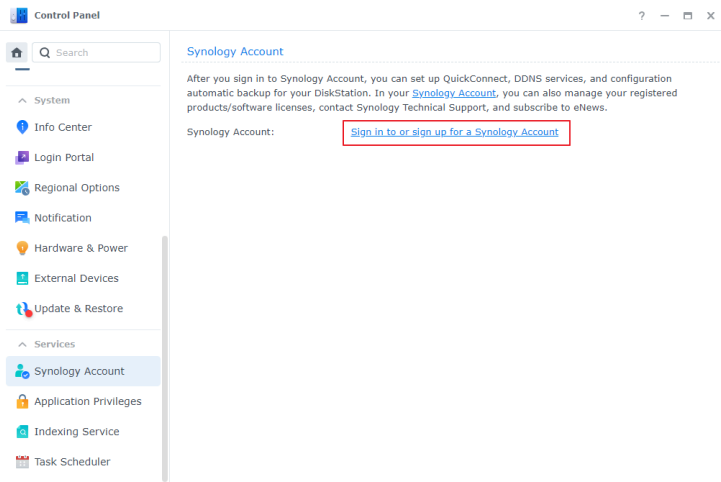 Control Panel
?
Search
Synology Account
After you sign in to Synology Account, you can set up QuickConnect, DDNS services, and configuration
automatic backup for your DiskStation. In your Synology Account, you can also manage your registered
products/software licenses, contact Synology Technical Support, and subscribe to eNews.
Synology Account: Sign in to or sign up for a Synology Account
System
Info Center
Login Portal
Regional Options
Notification
Hardware & Power
External Devices
Update & Restore
Services
Synology Account
Application Privileges
Indexing Service
Task Scheduler